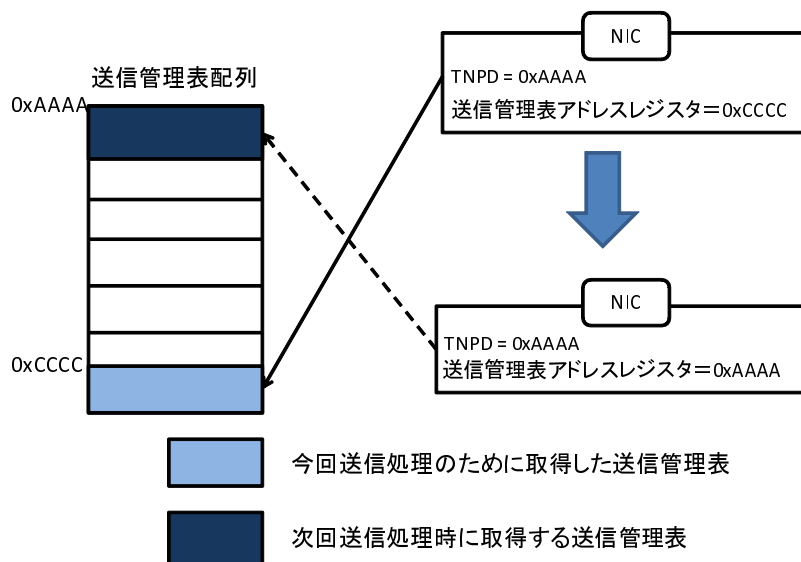 NIC
TNPD = 0xAAAA
送信管理表アドレスレジスター＝0xCCCC
送信管理表配列
0xAAAA
0xCCCC
NIC
TNPD = 0xAAAA
送信管理表アドレスレジスター＝0xAAAA
今回送信処理のために取得した送信管理表
次回送信処理時に取得する送信管理表